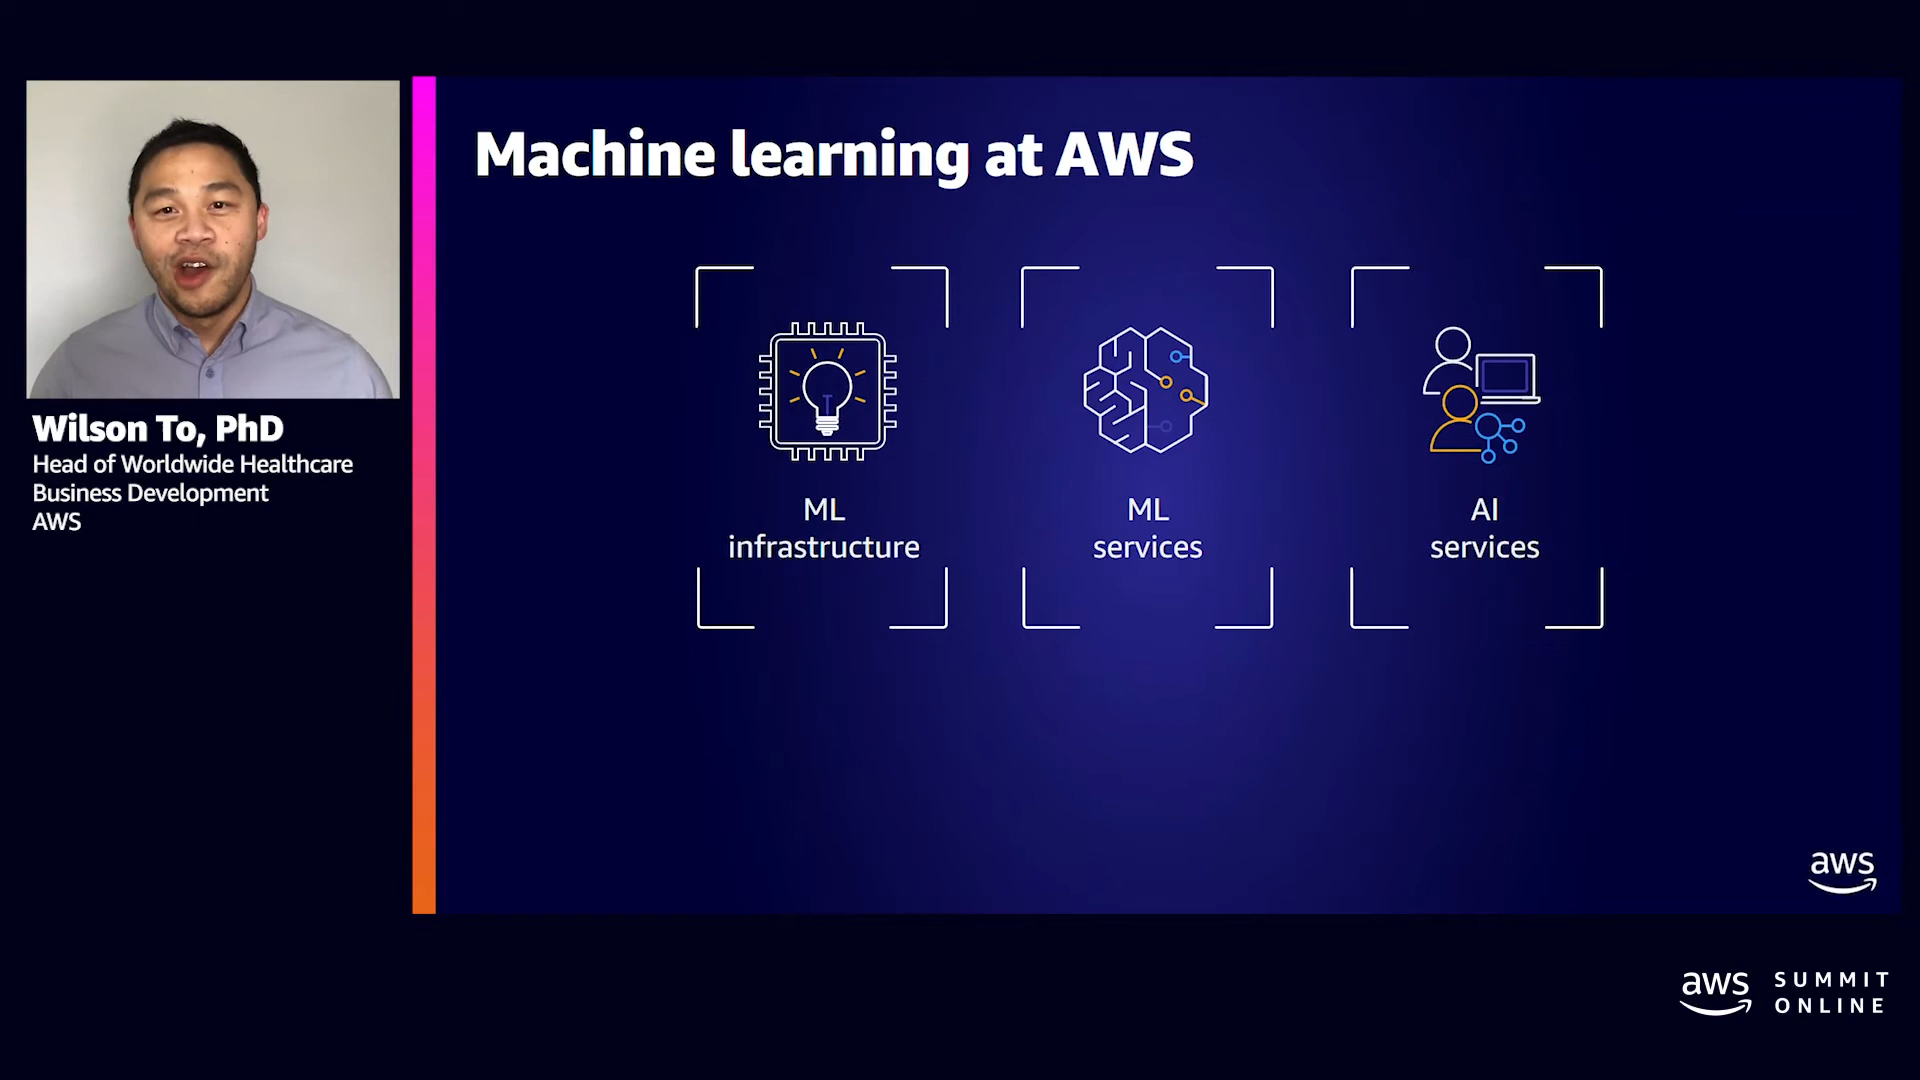 Machine learning at AWS
Wilson To, PhD
Head of Worldwide Healthcare
Business Development
AWS
ML
infrastructure
ML
services
AI
services
aws
aws
SUMMIT
ONLINE